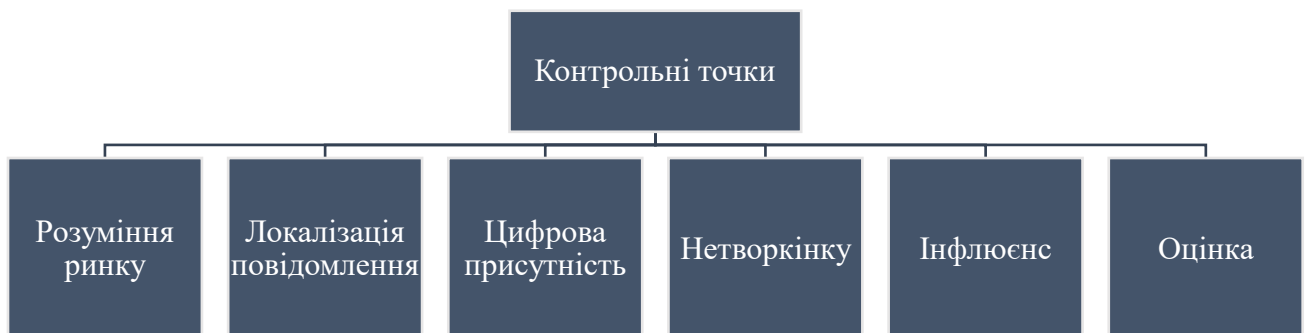 Контрольні точки
Розуміння
ринку
Локалізація
повідомлення
Цифрова
присутність
Нетворкінку
Інфлюєнс
Оцінка